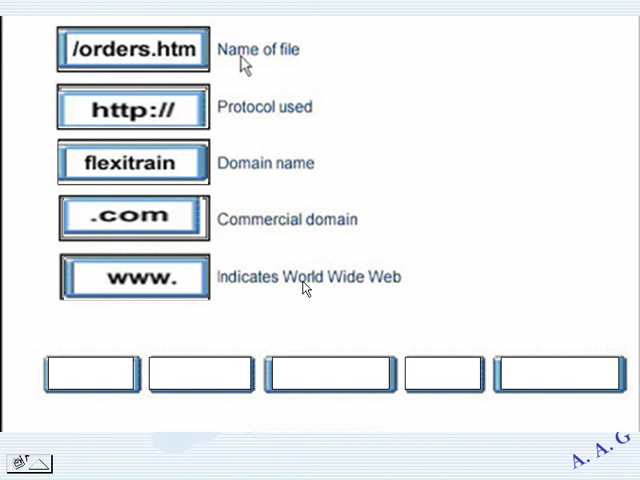 /orders.htm Name of file
http:// Protocol used
flexitrain Domain name
.com Commercial domain
www. Indicates World Wide Web
A. A. G